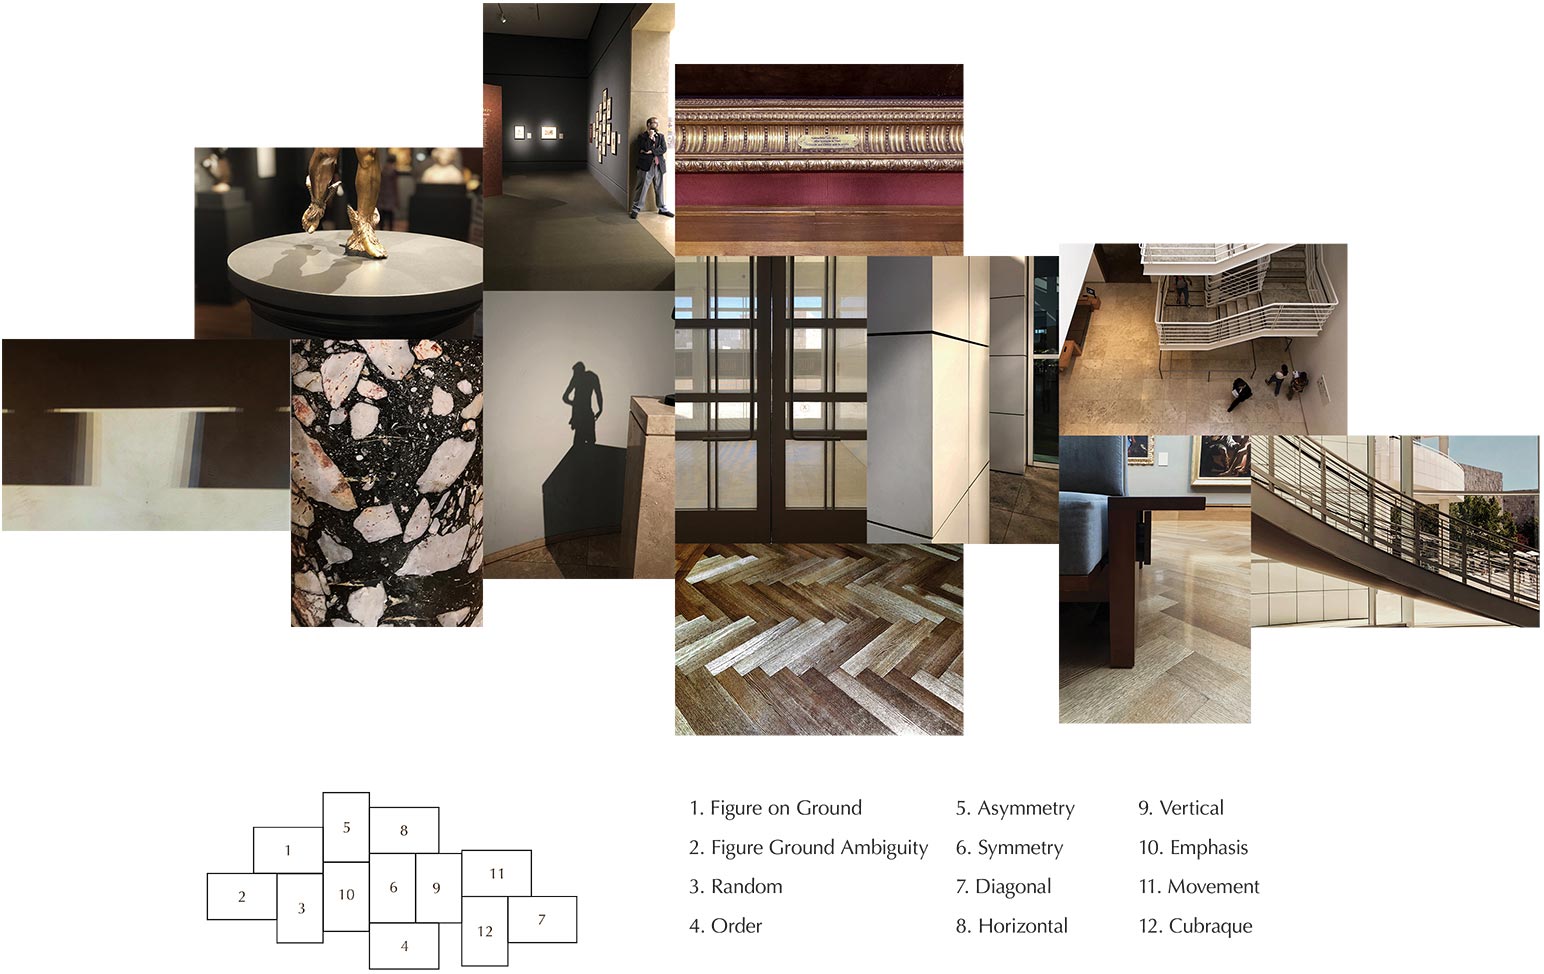 5
8
1
11
10
6
9
2
3
7
12
4
1. Figure on Ground
2. Figure Ground Ambiguity
3. Random
4. Order
5. Asymmetry
6. Symmetry
7. Diagonal
8. Horizontal
9. Vertical
10. Emphasis
11. Movement
12. Cubraque